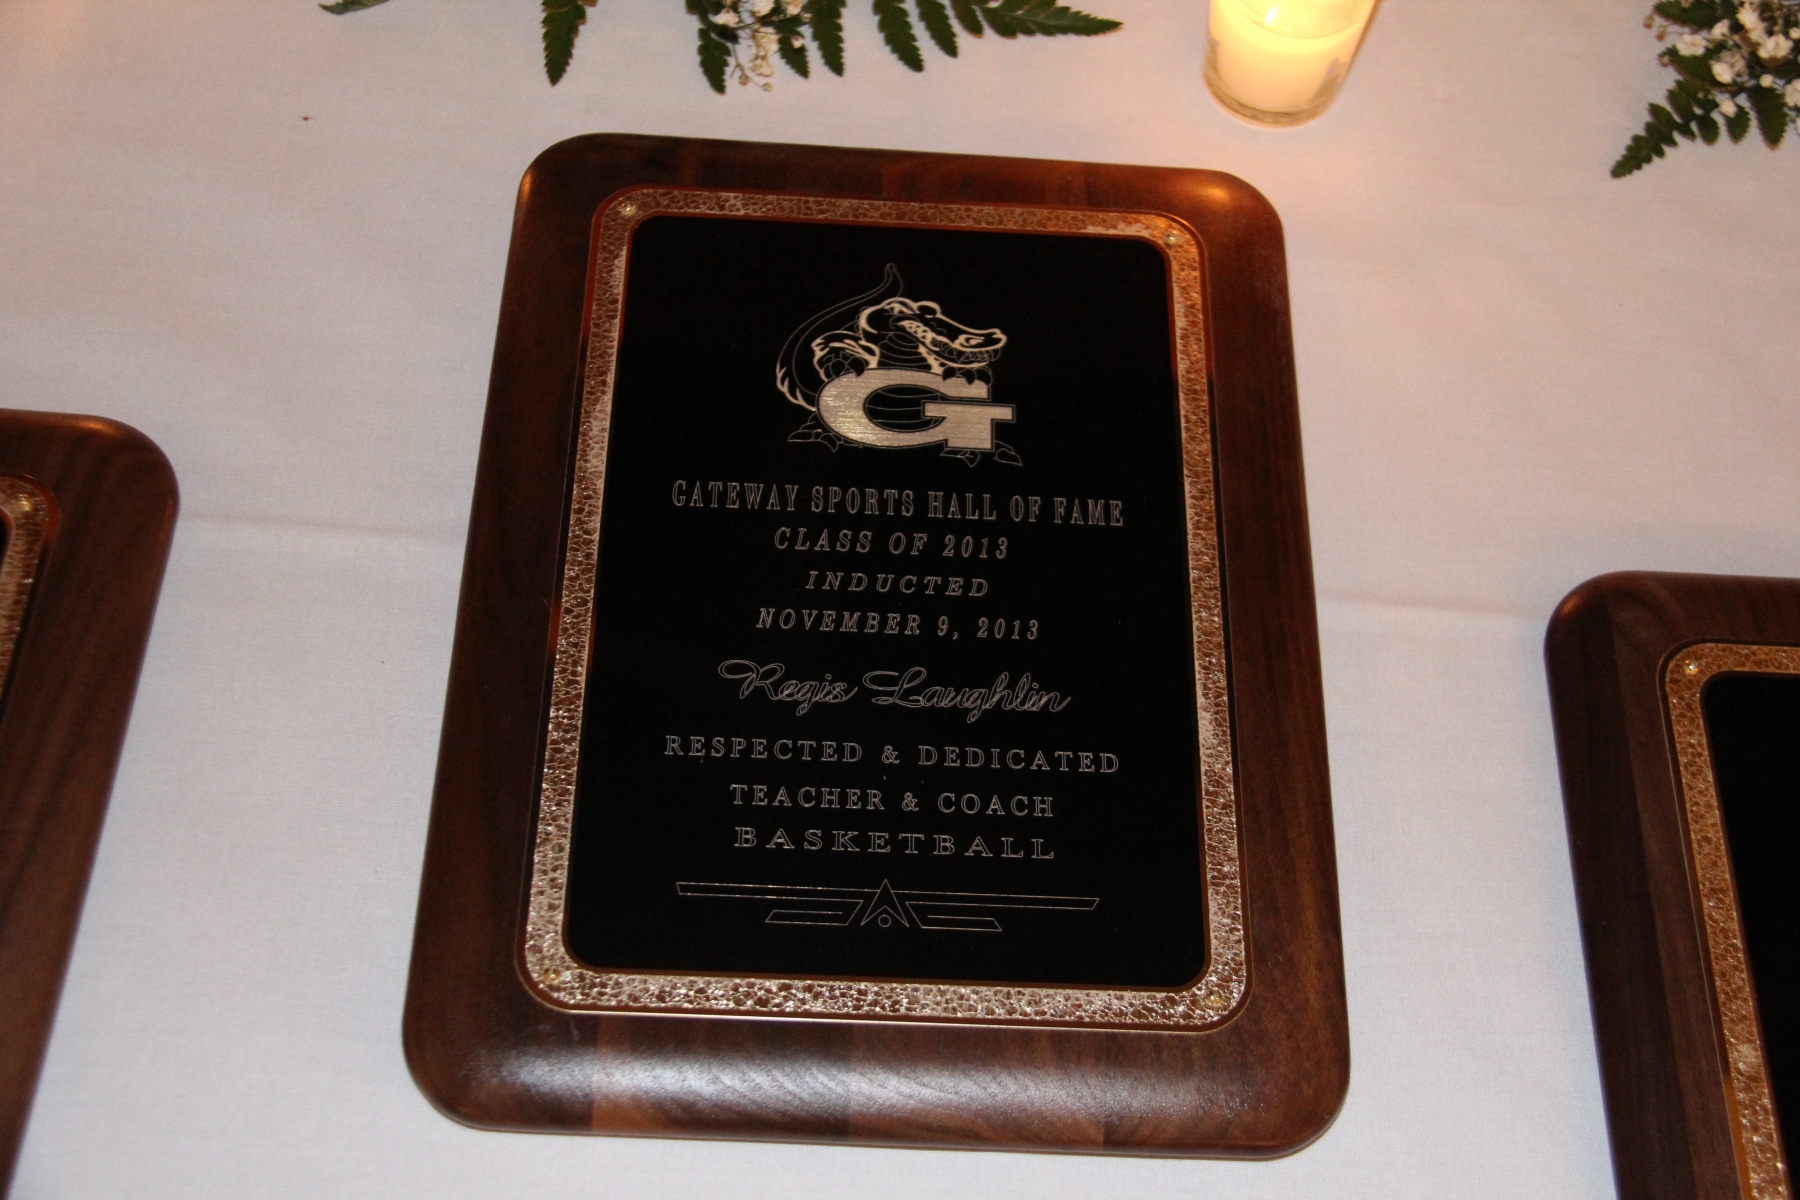 G
GATEWAY SPORTS HALL OF FAME
CLASS OF 2013
INDUCTED
NOVEMBER 9, 2013
Regis Laughlin
RESPECTED & DEDICATED
TEACHER & COACH
BASKETBALL